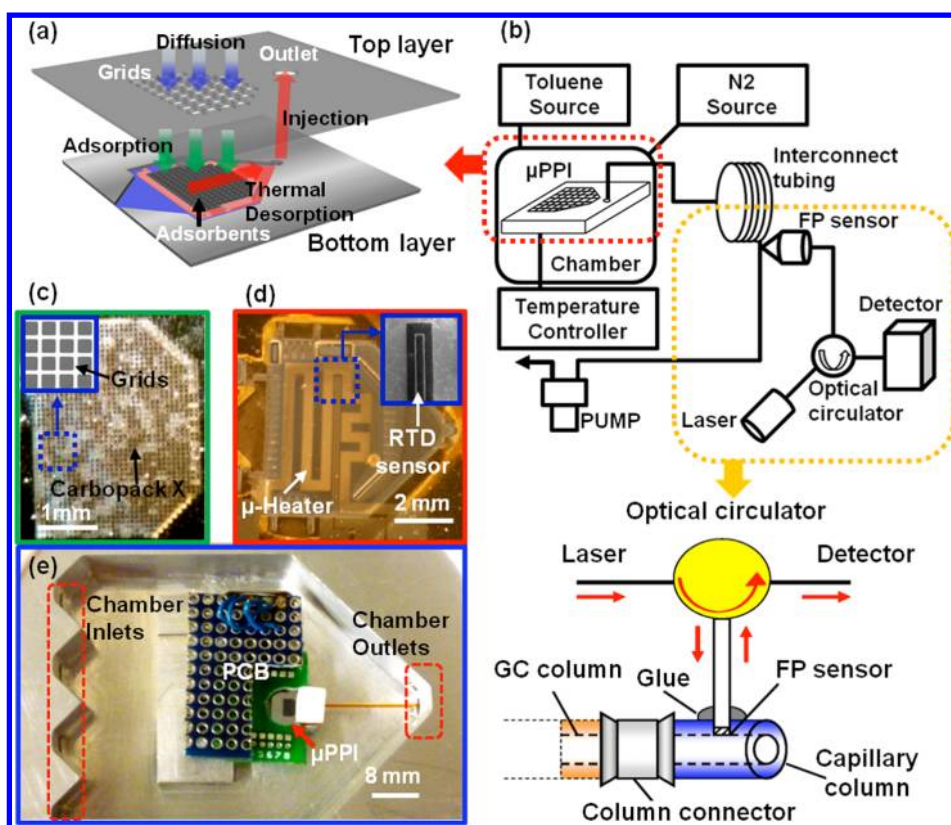 (a)
Diffusion
Grids
Outlet
Top layer
Injection
Adsorption
Thermal
Desorption
Adsorbents
Bottom layer
(b)
Toluene
Source
N2
Source
μPPI
Chamber
Interconnect
tubing
FP sensor
Temperature
Controller
Detector
PUMP
Laser
Optical
circulator
(c)
Grids
Carbopack X
1mm
(d)
RTD
sensor
μ-Heater
2 mm
(e)
Chamber
Inlets
PCB
Chamber
Outlets
μPPI
8 mm
Optical circulator
Laser
Detector
GC column
Glue
FP sensor
Capillary
column
Column connector